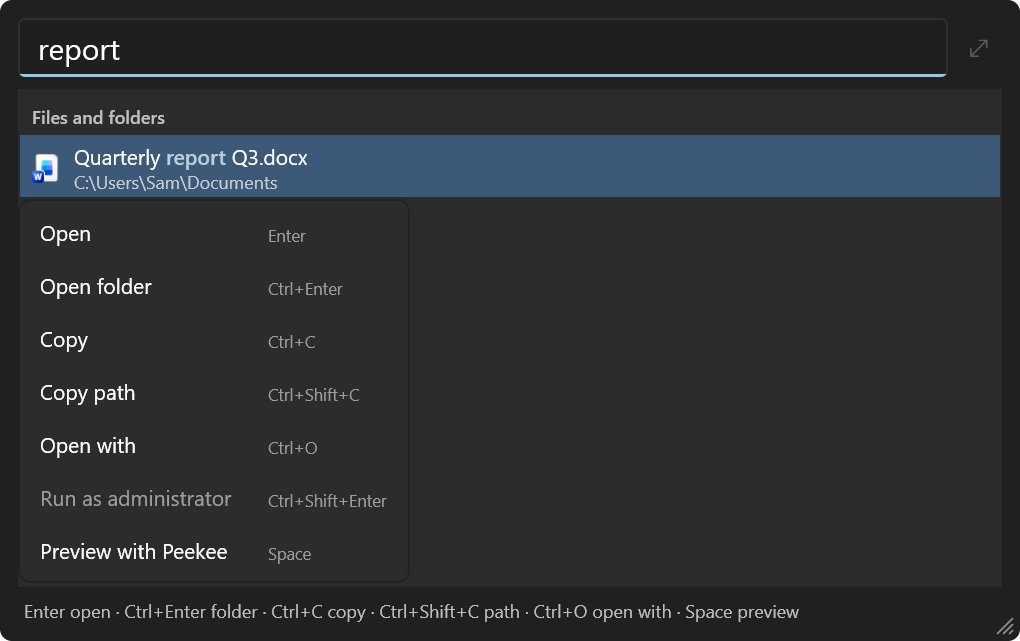 report
Files and folders
Quarterly report Q3.docx
W
C:\Users\Sam\Documents
Open Enter
Open folder Ctrl+Enter
Copy Ctrl+C
Copy path Ctrl+Shift+C
Open with Ctrl+O
Run as administrator Ctrl+Shift+Enter
Preview with Peekee Space
Enter open · Ctrl+Enter folder · Ctrl+C copy · Ctrl+Shift+C path · Ctrl+O open with · Space preview